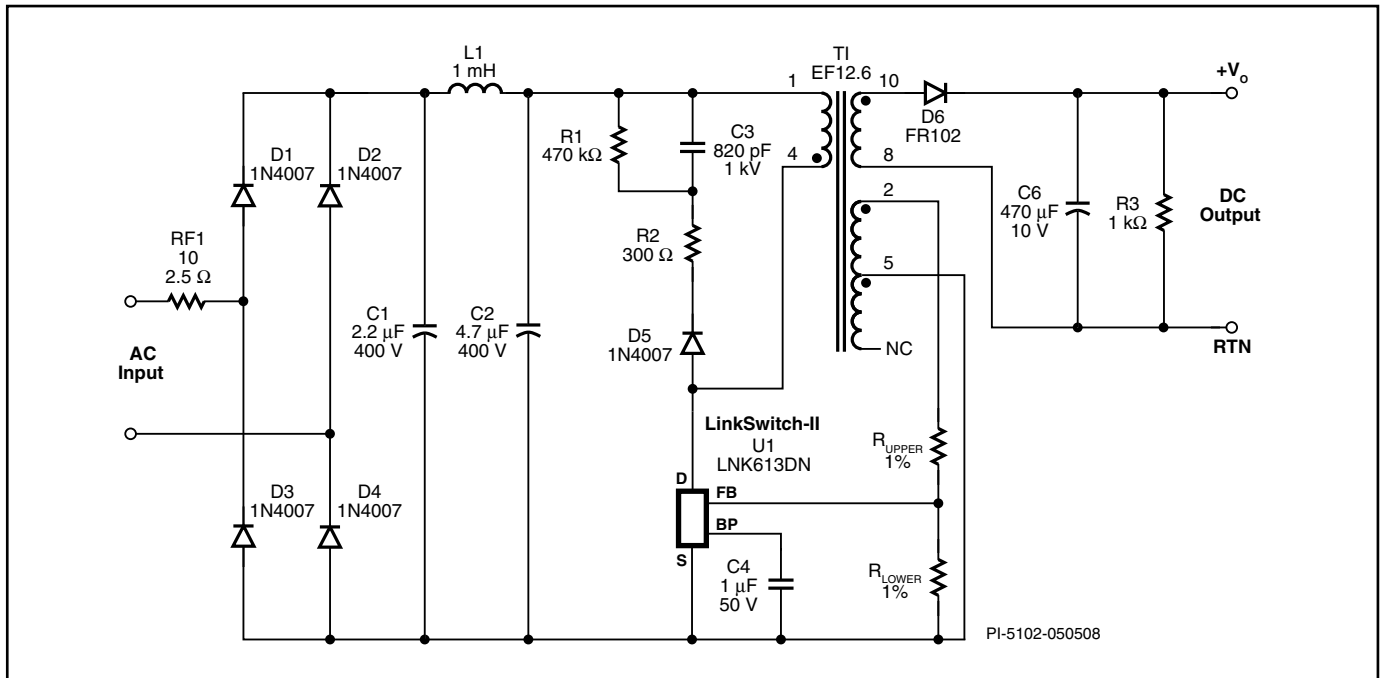 L1
1 mH
TI
EF12.6
1
10
+Vo
D6
FR102
R1
470 kΩ
C3
820 pF
1 kV
4
8
D1
1N4007
D2
1N4007
2
C6
470 µF
10 V
R3
1 kΩ
DC
Output
RF1
10
2.5 Ω
R2
300 Ω
5
C1
2.2 µF
400 V
C2
4.7 µF
400 V
D5
1N4007
NC
RTN
AC
Input
LinkSwitch-II
U1
LNK613DN
RUPPER
1%
D
FB
D3
1N4007
D4
1N4007
BP
S
C4
1 µF
50 V
RLOWER
1%
PI-5102-050508